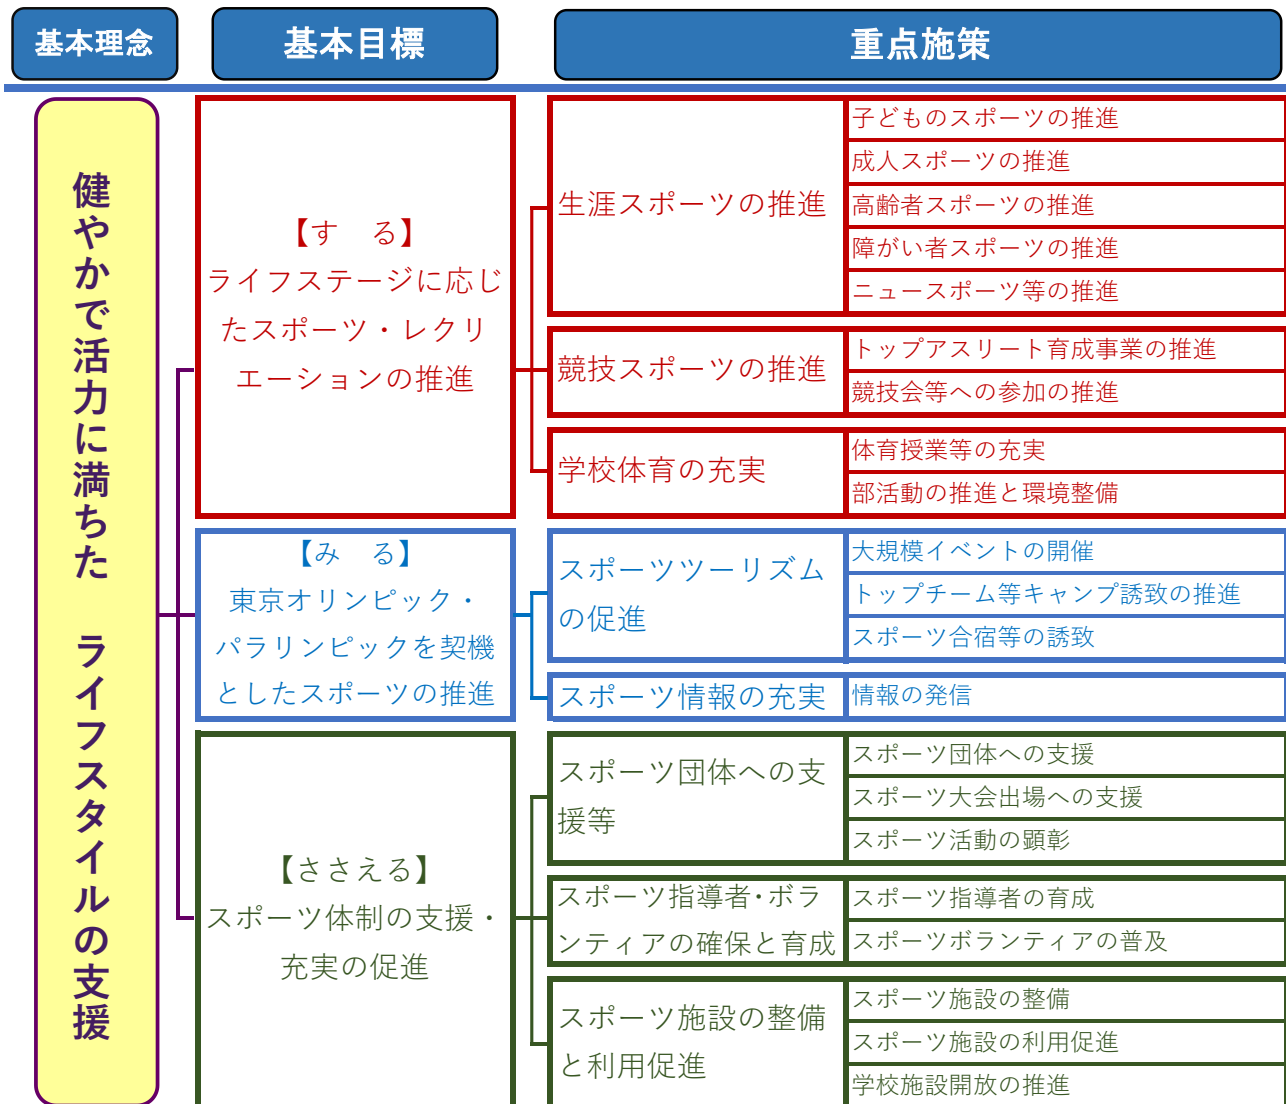 基本理念
基本目標
重点施策
健やかで活力に満ちた　ライフスタイルの支援
【す　る】
ライフステージに応じ
たスポーツ・レクリ
エーションの推進
生涯スポーツの推進
子どものスポーツの推進
成人スポーツの推進
高齢者スポーツの推進
障がい者スポーツの推進
ニュースポーツ等の推進
競技スポーツの推進
トップアスリート育成事業の推進
競技会等への参加の推進
学校体育の充実
体育授業等の充実
部活動の推進と環境整備
【み　る】
東京オリンピック・
パラリンピックを契機
としたスポーツの推進
スポーツツーリズム
の促進
大規模イベントの開催
トップチーム等キャンプ誘致の推進
スポーツ合宿等の誘致
スポーツ情報の充実
情報の発信
【ささえる】
スポーツ体制の支援・
充実の促進
スポーツ団体への支
援等
スポーツ団体への支援
スポーツ大会出場への支援
スポーツ活動の顕彰
スポーツ指導者・ボラ
ンティアの確保と育成
スポーツ指導者の育成
スポーツボランティアの普及
スポーツ施設の整備
と利用促進
スポーツ施設の整備
スポーツ施設の利用促進
学校施設開放の推進